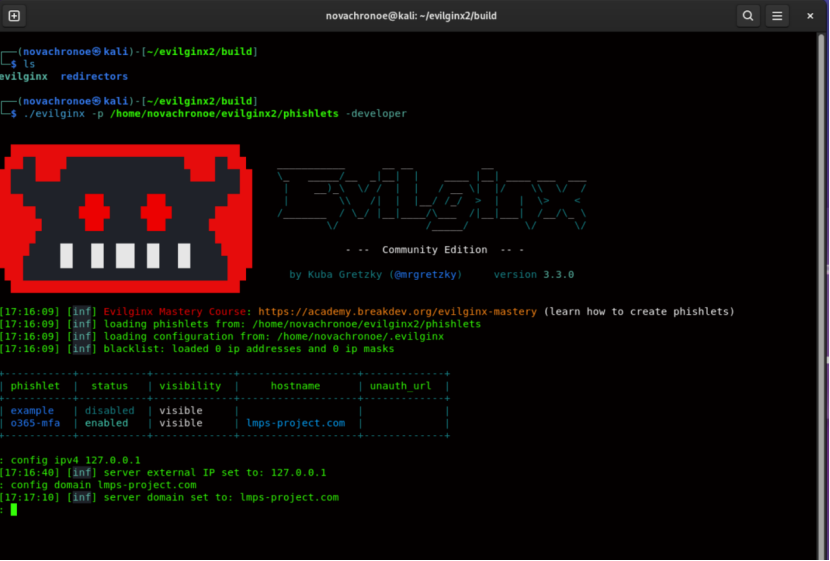 novachronoe@kali: ~/evilginx2/build
┌──(novachronoe㉿kali)-[~/evilginx2/build]
└─$ ls
evilginx  redirectors
┌──(novachronoe㉿kali)-[~/evilginx2/build]
└─$ ./evilginx -p /home/novachronoe/evilginx2/phishlets -developer
Evilginx
- --  Community Edition  -- -
by Kuba Gretzky (@mrgretzky)     version 3.3.0
[17:16:09] [inf] Evilginx Mastery Course: https://academy.breakdev.org/evilginx-mastery (learn how to create phishlets)
[17:16:09] [inf] loading phishlets from: /home/novachronoe/evilginx2/phishlets
[17:16:09] [inf] loading configuration from: /home/novachronoe/.evilginx
[17:16:09] [inf] blacklist: loaded 0 ip addresses and 0 ip masks
+-----------+-----------+-------------+-------------------+-------------+
| phishlet  |  status   | visibility  |     hostname      | unauth_url  |
+-----------+-----------+-------------+-------------------+-------------+
| example   | disabled  | visible     |                   |             |
| o365-mfa  | enabled   | visible     | lmps-project.com  |             |
+-----------+-----------+-------------+-------------------+-------------+
: config ipv4 127.0.0.1
[17:16:40] [inf] server external IP set to: 127.0.0.1
: config domain lmps-project.com
[17:17:10] [inf] server domain set to: lmps-project.com
: